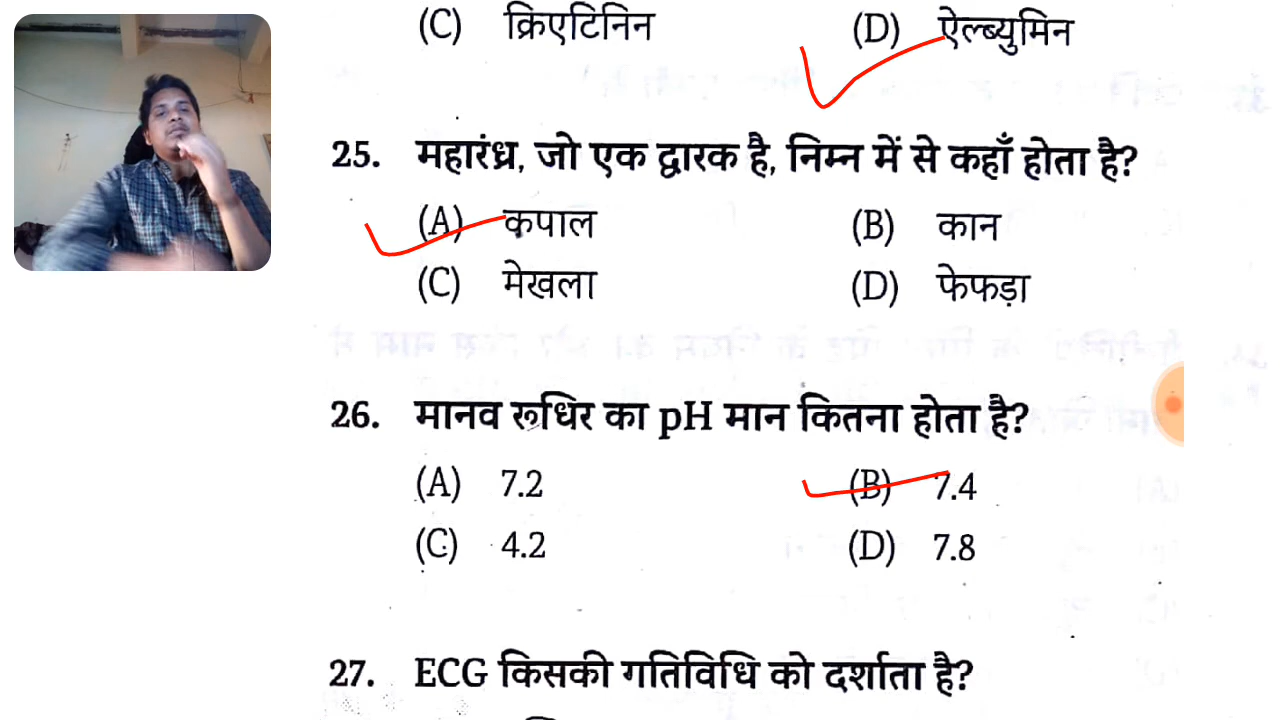 (C) क्रिएटिनिन (D) ऐल्ब्युमिन
25. महारंध्र, जो एक द्वारक है, निम्न में से कहाँ होता है?
(A) कपाल (B) कान
(C) मेखला (D) फेफड़ा
26. मानव रूधिर का pH मान कितना होता है?
(A) 7.2 (B) 7.4
(C) 4.2 (D) 7.8
27. ECG किसकी गतिविधि को दर्शाता है?